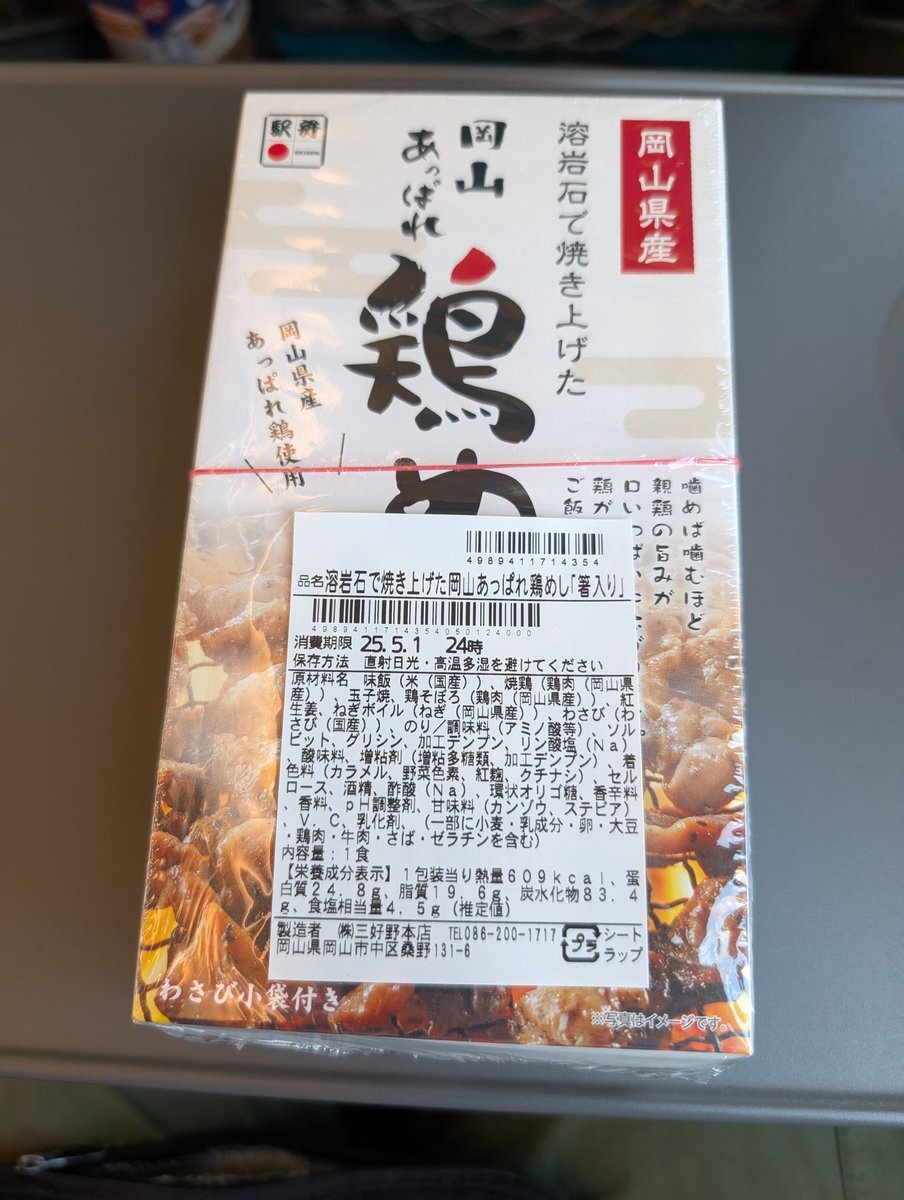 岡山県産
溶岩石で焼き上げた
岡山
あっぱれ
鶏め
駅弁
EKIBEN
岡山県産
あっぱれ鶏使用
噛めば噛むほど
親鶏の旨みが
口いっぱいに
鶏が
ご飯
4989411714354
品名 溶岩石で焼き上げた岡山あっぱれ鶏めし「箸入り」
4989411714354050124000
消費期限 25.5.1 24時
保存方法 直射日光・高温多湿を避けてください
原材料名 味飯（米（国産））、焼鶏（鶏肉（岡山県
産））、玉子焼、鶏そぼろ（鶏肉（岡山県産））、紅
生姜、ねぎボイル（ねぎ（岡山県産））、わさび（わ
さび（国産））、のり／調味料（アミノ酸等）、ソル
ビット、グリシン、加工デンプン、リン酸塩（Na）
、酸味料、増粘剤（増粘多糖類、加工デンプン）、着
色料（カラメル、野菜色素、紅麹、クチナシ）、セル
ロース、酒精、酢酸（Na）、環状オリゴ糖、香辛料
、香料、pH調整剤、甘味料（カンゾウ、ステビア）
、V．C、乳化剤、（一部に小麦・乳成分・卵・大豆
・鶏肉・牛肉・さば・ゼラチンを含む）
内容量：1食
【栄養成分表示】1包装当り熱量609kcal、蛋
白質24.8g、脂質19.6g、炭水化物83.4
g、食塩相当量4.5g（推定値）
製造者 ㈱三好野本店 TEL086-200-1717
岡山県岡山市中区桑野131-6
プラ
シート
ラップ
わさび小袋付き
※写真はイメージです。